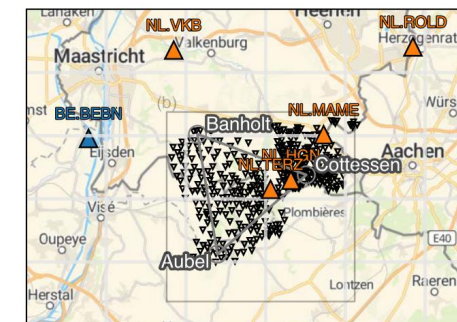 Lanaken
Heerlen
NL.VKB
NL.ROLD
Valkenburg
Herzogenrat
Maastricht
mst
(b)
Würs
BE.BEBN
NL.MAME
Banholt
Eijsden
Aachen
NL.HGN
Cottessen
NL.TERZ
Visé
Plombières
Oupeye
E40
Aubel
Raeren
Herstal
Lontzen